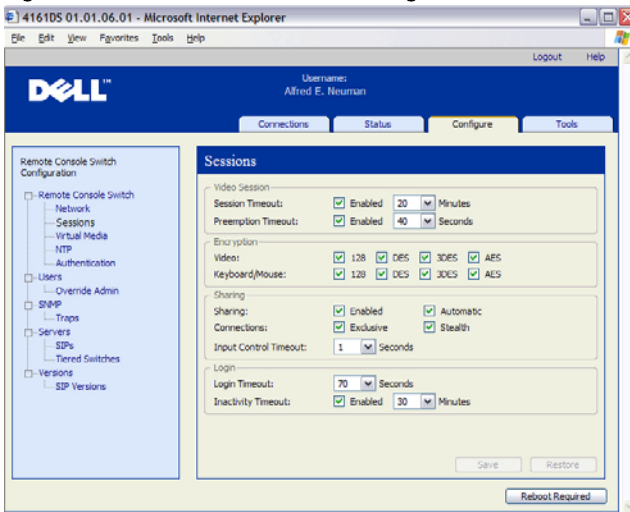 4161DS 01.01.06.01 - Microsoft Internet Explorer
File Edit View Favorites Tools Help
Logout Help
DELL™
Username:
Alfred E. Neuman
Connections Status Configure Tools
Remote Console Switch
Configuration
Sessions
Remote Console Switch
Network
Sessions
Virtual Media
NTP
Authentication
Users
Override Admin
SNMP
Traps
Servers
SIPs
Tiered Switches
Versions
SIP Versions
Video Session
Session Timeout: Enabled 20 Minutes
Preemption Timeout: Enabled 40 Seconds
Encryption
Video: 128 DES 3DES AES
Keyboard/Mouse: 128 DES 3DES AES
Sharing
Sharing: Enabled Automatic
Connections: Exclusive Stealth
Input Control Timeout: 1 Seconds
Login
Login Timeout: 70 Seconds
Inactivity Timeout: Enabled 30 Minutes
Save Restore
Reboot Required